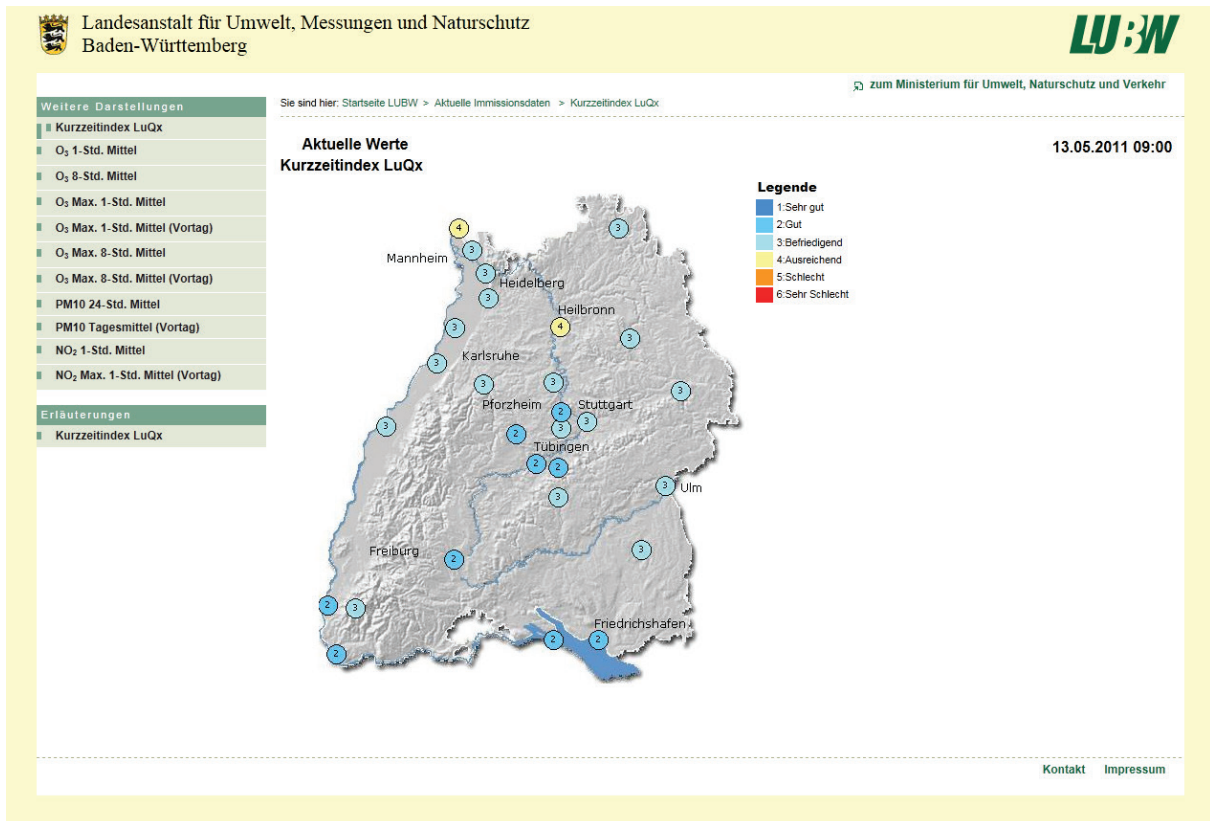 Landesanstalt für Umwelt, Messungen und Naturschutz
Baden-Württemberg
LUBW
zum Ministerium für Umwelt, Naturschutz und Verkehr
Weitere Darstellungen
Kurzzeitindex LuQx
O₃ 1-Std. Mittel
O₃ 8-Std. Mittel
O₃ Max. 1-Std. Mittel
O₃ Max. 1-Std. Mittel (Vortag)
O₃ Max. 8-Std. Mittel
O₃ Max. 8-Std. Mittel (Vortag)
PM10 24-Std. Mittel
PM10 Tagesmittel (Vortag)
NO₂ 1-Std. Mittel
NO₂ Max. 1-Std. Mittel (Vortag)
Erläuterungen
Kurzzeitindex LuQx
Sie sind hier: Startseite LUBW > Aktuelle Immissionsdaten > Kurzzeitindex LuQx
Aktuelle Werte
Kurzzeitindex LuQx
13.05.2011 09:00
Legende
1:Sehr gut
2:Gut
3:Befriedigend
4:Ausreichend
5:Schlecht
6:Sehr Schlecht
4
3
3
Mannheim
3
Heidelberg
3
Heilbronn
3
4
3
Karlsruhe
3
3
3
3
Pforzheim
2
Stuttgart
3
3
3
2
Tübingen
2
2
3
3
Ulm
Freiburg
2
3
2
3
Friedrichshafen
2
2
2
Kontakt
Impressum